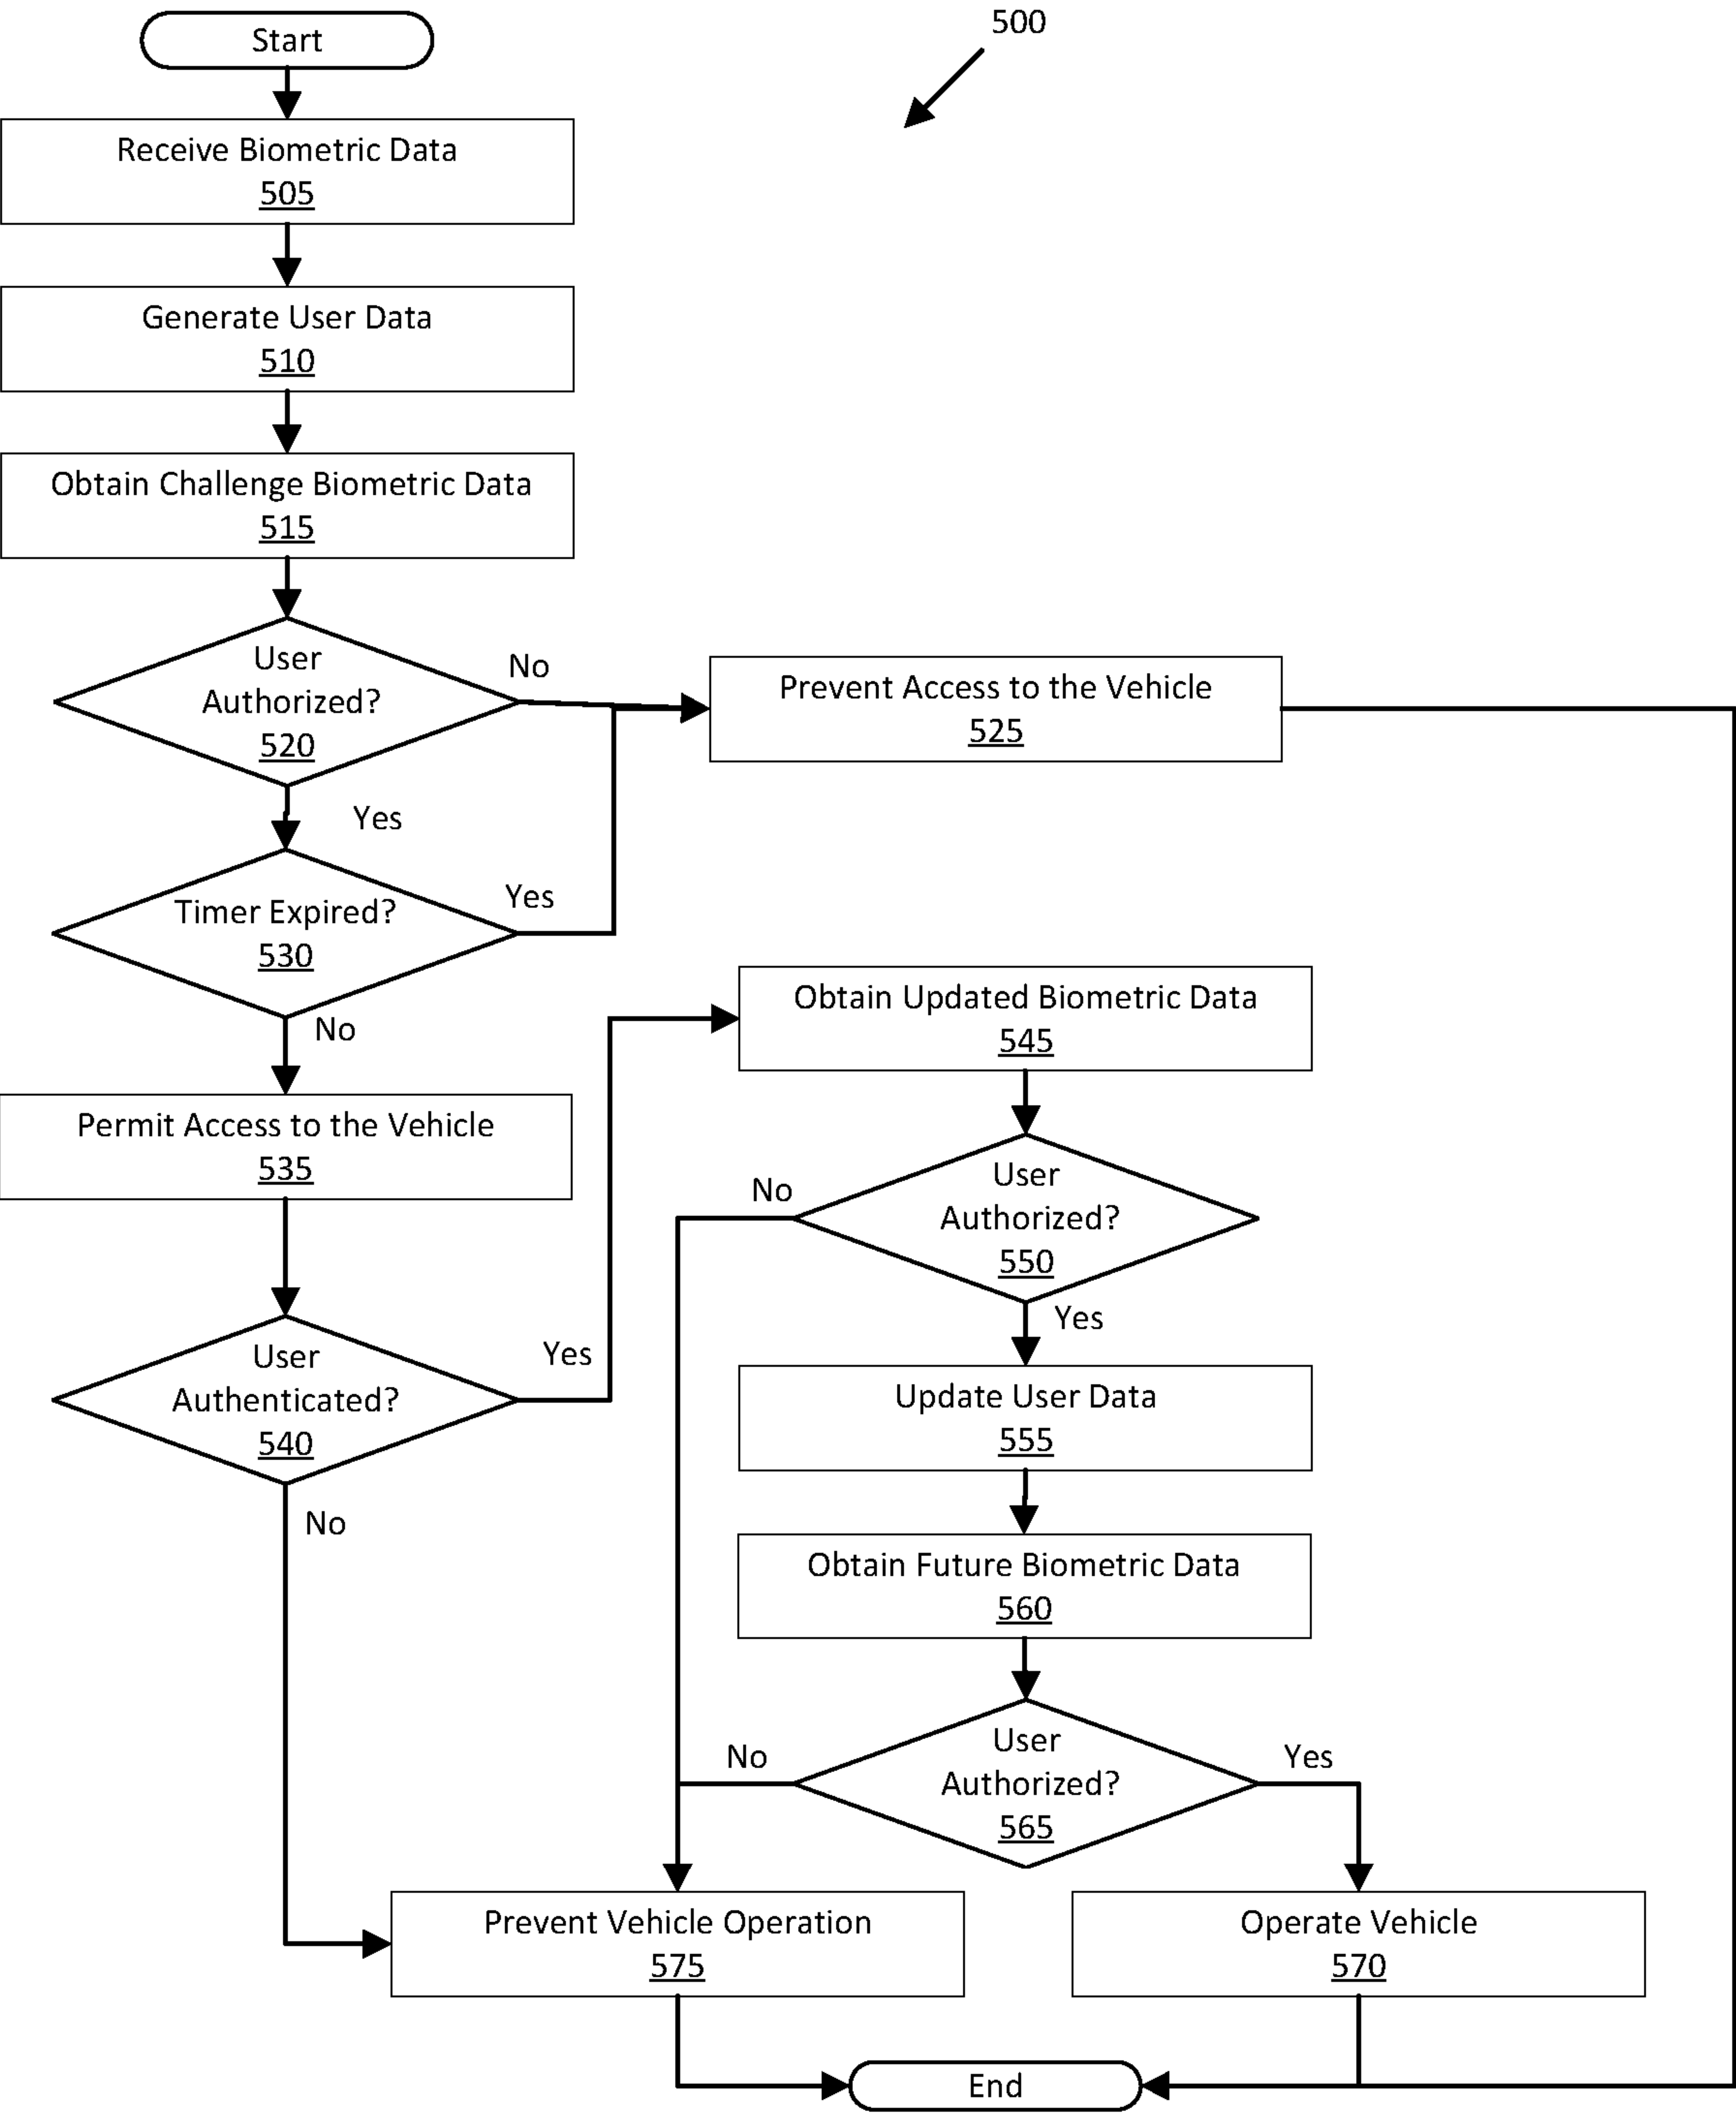 Start
500
Receive Biometric Data
505
Generate User Data
510
Obtain Challenge Biometric Data
515
User
Authorized?
520
No
Prevent Access to the Vehicle
525
Yes
Timer Expired?
530
Yes
No
Permit Access to the Vehicle
535
User
Authenticated?
540
Yes
No
Obtain Updated Biometric Data
545
User
Authorized?
550
No
Yes
Update User Data
555
Obtain Future Biometric Data
560
User
Authorized?
565
No
Yes
Prevent Vehicle Operation
575
Operate Vehicle
570
End